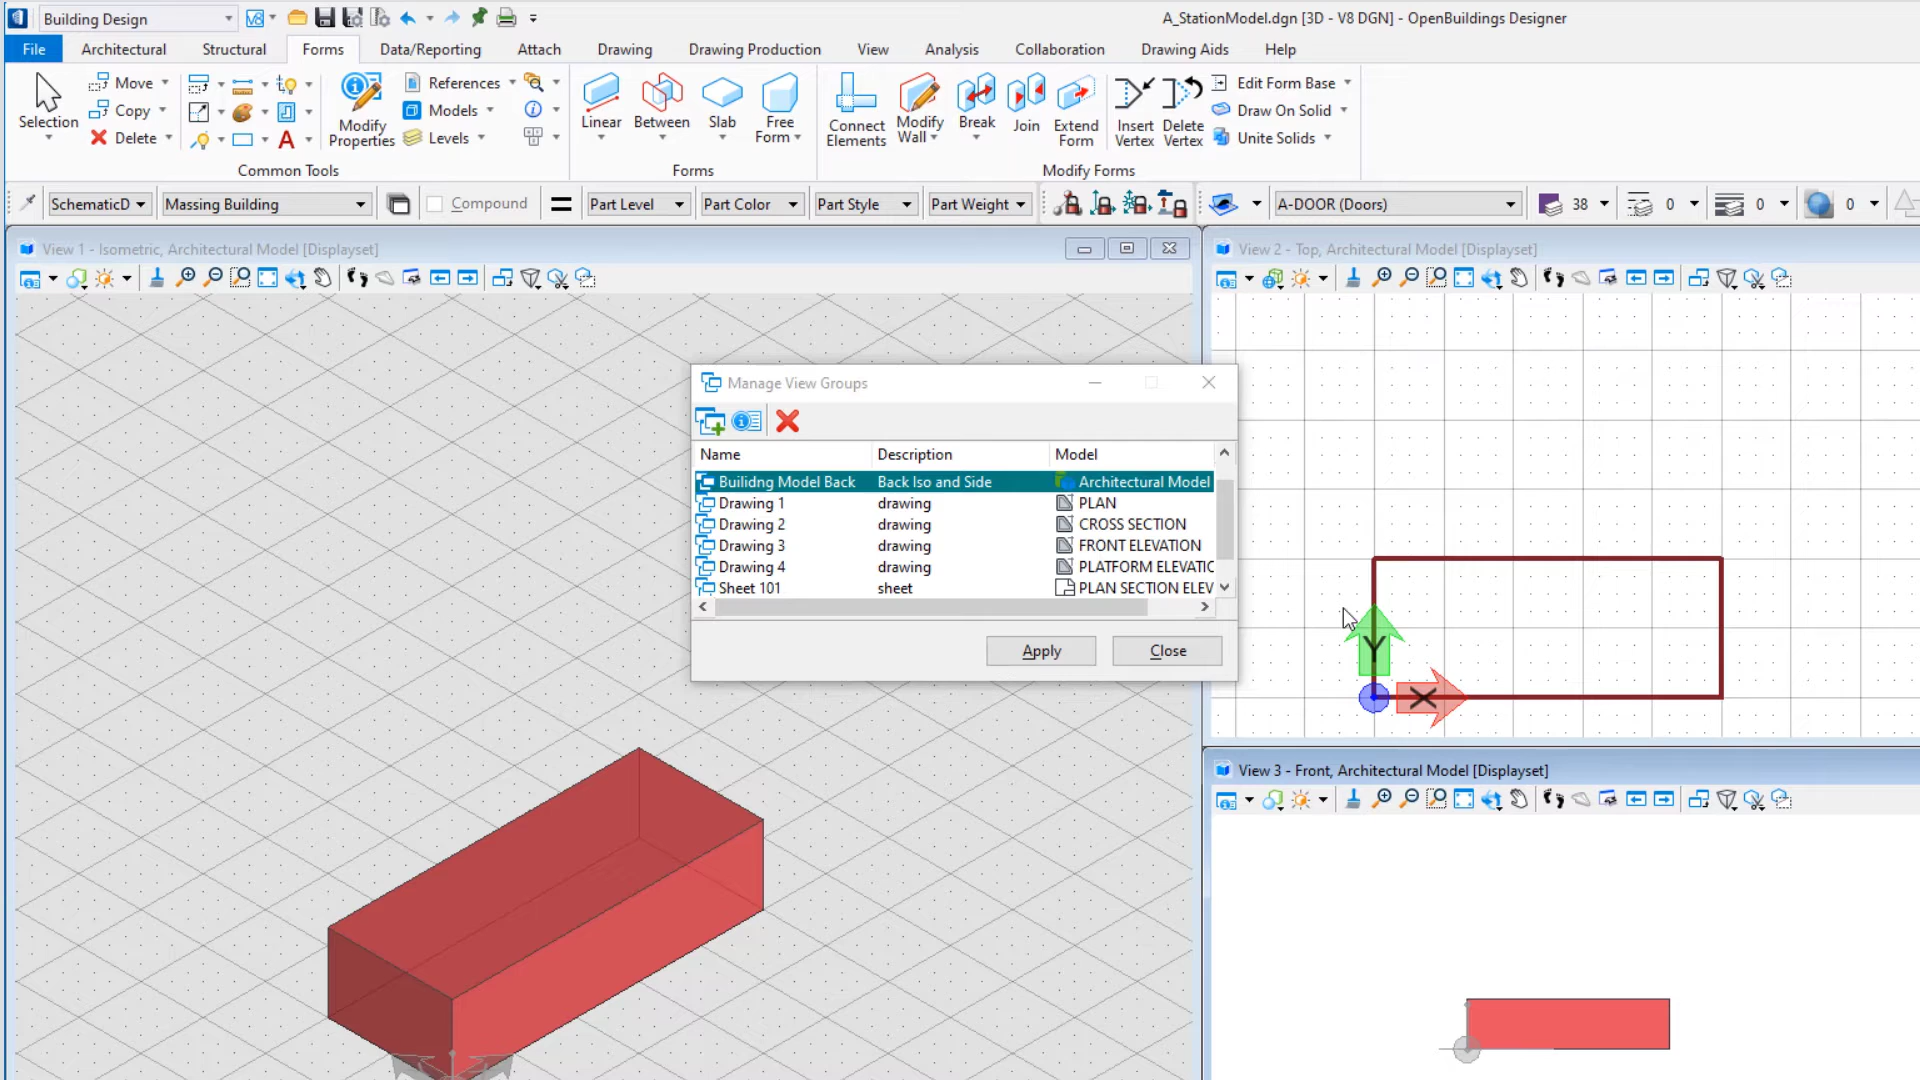 Building Design
A_StationModel.dgn [3D - V8 DGN] - OpenBuildings Designer
File Architectural Structural Forms Data/Reporting Attach Drawing Drawing Production View Analysis Collaboration Drawing Aids Help
Selection
Move
Copy
Delete
Modify Properties
References
Models
Levels
Common Tools
Linear
Between
Slab
Free Form
Forms
Connect Elements
Modify Wall
Break
Join
Extend Form
Insert Vertex
Delete Vertex
Edit Form Base
Draw On Solid
Unite Solids
Modify Forms
SchematicD Massing Building Compound Part Level Part Color Part Style Part Weight A-DOOR (Doors) 38 0 0 0
View 1 - Isometric, Architectural Model [Displayset]
View 2 - Top, Architectural Model [Displayset]
Manage View Groups
Name Description Model
Builidng Model Back Back Iso and Side Architectural Model
Drawing 1 drawing PLAN
Drawing 2 drawing CROSS SECTION
Drawing 3 drawing FRONT ELEVATION
Drawing 4 drawing PLATFORM ELEVATIC
Sheet 101 sheet PLAN SECTION ELEV
Apply Close
Y
X
View 3 - Front, Architectural Model [Displayset]